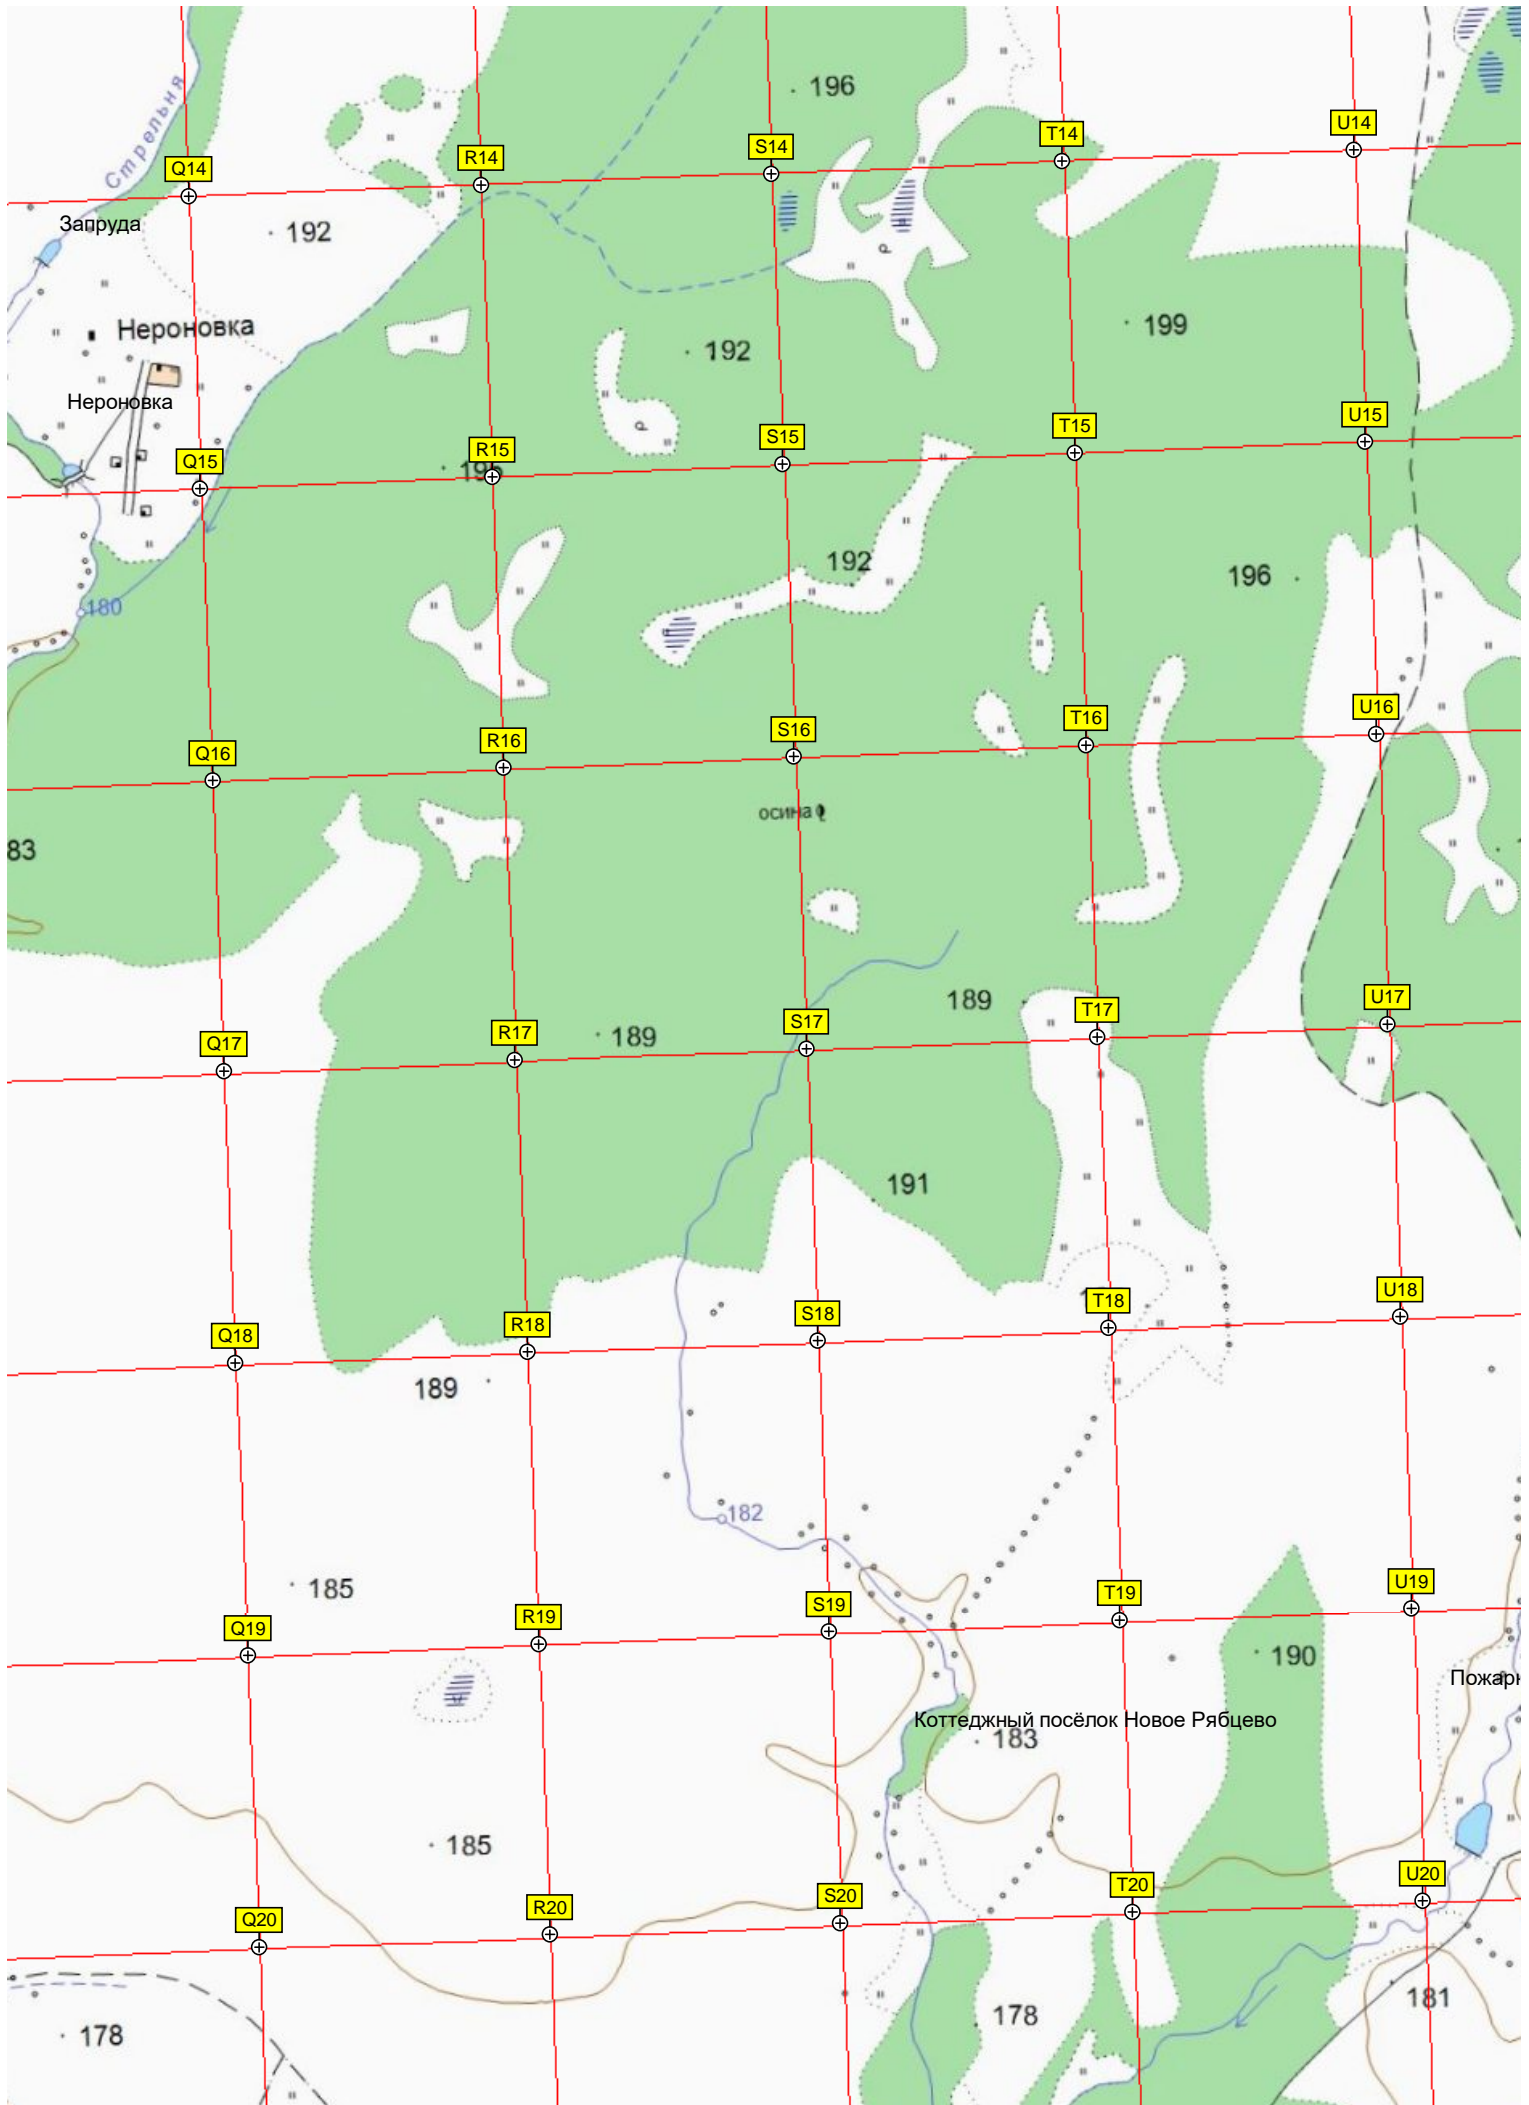 196
U14
T14
S14
R14
Q14
Стрельня
Запруда
192
199
Нероновка
192
Нероновка
U15
T15
S15
R15
Q15
192
196
180
U16
T16
S16
R16
Q16
осина
83
189
U17
T17
S17
R17
Q17
189
191
U18
T18
S18
R18
Q18
189
182
185
U19
T19
S19
R19
Q19
190
Коттеджный посёлок Новое Рябцево
183
185
U20
T20
S20
R20
Q20
181
178
178